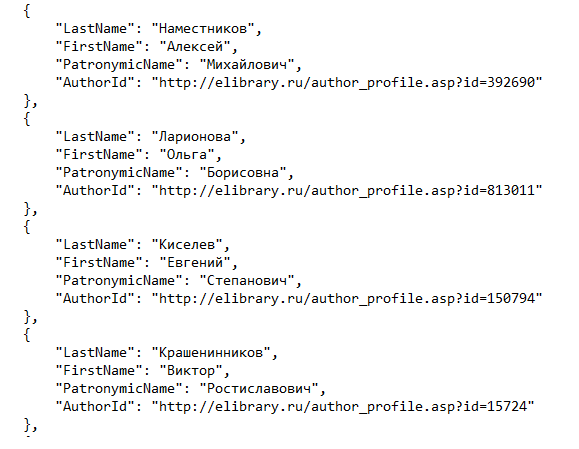 {
"LastName": "Наместников",
"FirstName": "Алексей",
"PatronymicName": "Михайлович",
"AuthorId": "http://elibrary.ru/author_profile.asp?id=392690"
},
{
"LastName": "Ларионова",
"FirstName": "Ольга",
"PatronymicName": "Борисовна",
"AuthorId": "http://elibrary.ru/author_profile.asp?id=813011"
},
{
"LastName": "Киселев",
"FirstName": "Евгений",
"PatronymicName": "Степанович",
"AuthorId": "http://elibrary.ru/author_profile.asp?id=150794"
},
{
"LastName": "Крашенинников",
"FirstName": "Виктор",
"PatronymicName": "Ростиславович",
"AuthorId": "http://elibrary.ru/author_profile.asp?id=15724"
},